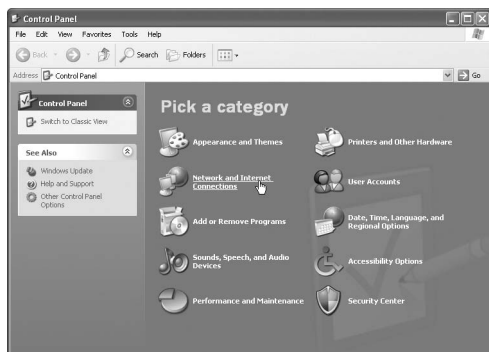 Control Panel
File Edit View Favorites Tools Help
Back Search Folders
Address Control Panel Go
Control Panel
Switch to Classic View
See Also
Windows Update
Help and Support
Other Control Panel
Options
Pick a category
Appearance and Themes
Printers and Other Hardware
Network and Internet
Connections
User Accounts
Add or Remove Programs
Date, Time, Language, and
Regional Options
Sounds, Speech, and Audio
Devices
Accessibility Options
Performance and Maintenance
Security Center